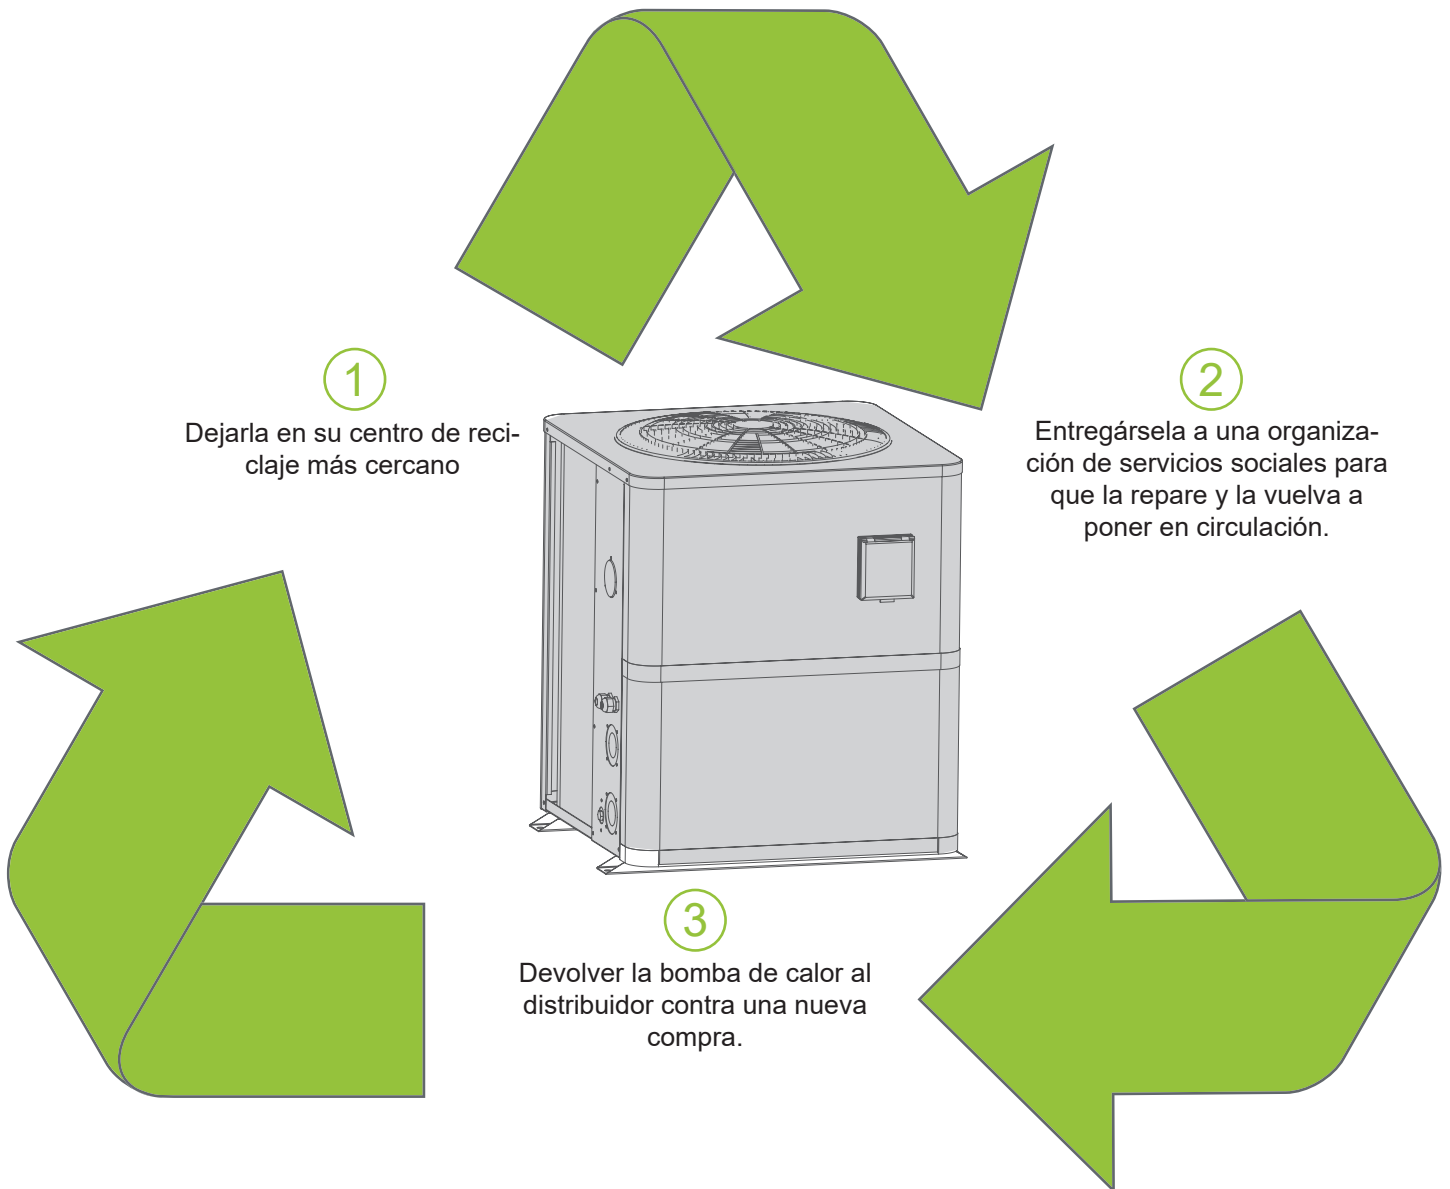 1
Dejarla en su centro de reci-
claje más cercano
2
Entregársela a una organiza-
ción de servicios sociales para
que la repare y la vuelva a
poner en circulación.
3
Devolver la bomba de calor al
distribuidor contra una nueva
compra.